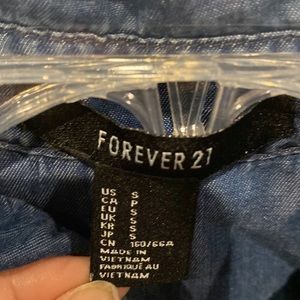 FOREVER 21
US S
CA P
EU S
UK S
KR S
JP S
CN 160/66A
MADE IN
VIETNAM
FABRIQUÉ AU
VIETNAM